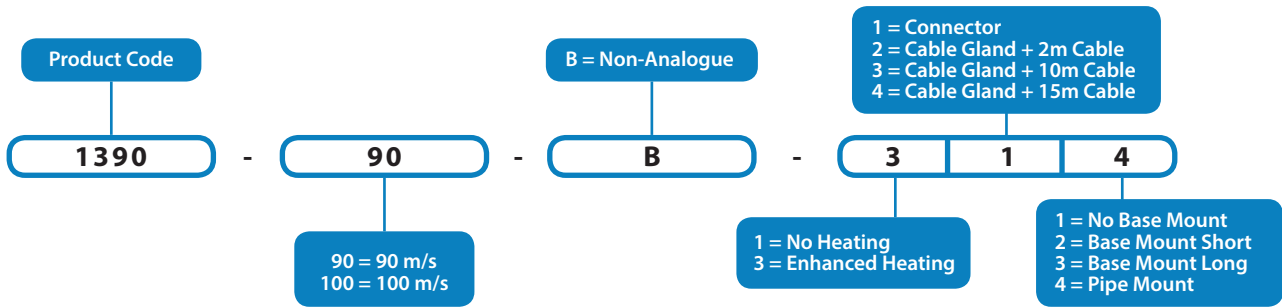 Product Code
B = Non-Analogue
1 = Connector
2 = Cable Gland + 2m Cable
3 = Cable Gland + 10m Cable
4 = Cable Gland + 15m Cable
1390 - 90 - B - 3 1 4
90 = 90 m/s
100 = 100 m/s
1 = No Heating
3 = Enhanced Heating
1 = No Base Mount
2 = Base Mount Short
3 = Base Mount Long
4 = Pipe Mount